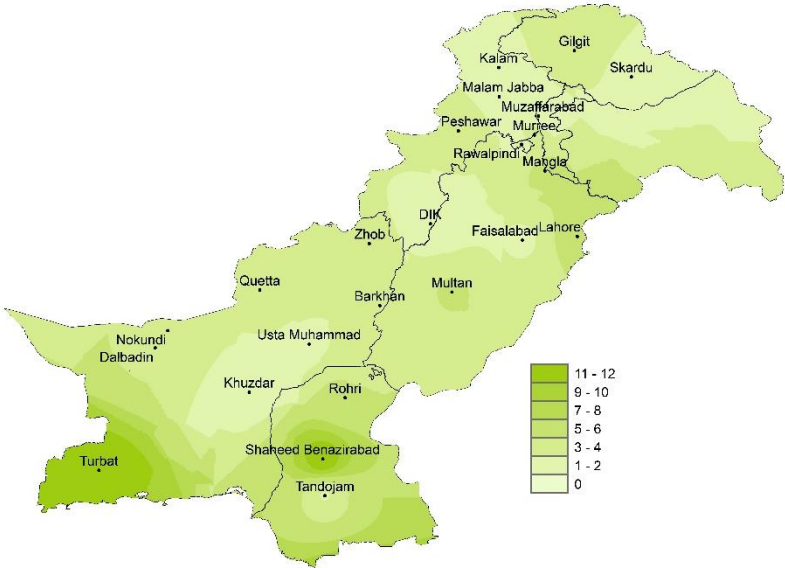 Gilgit
Kalam
Skardu
Malam Jabba
Muzaffarabad
Peshawar
Murree
Rawalpindi
Mangla
DIK
Faisalabad
Lahore
Zhob
Quetta
Multan
Barkhan
Nokundi
Usta Muhammad
Dalbadin
Khuzdar
Rohri
Shaheed Benazirabad
Turbat
Tandojam
11 - 12
9 - 10
7 - 8
5 - 6
3 - 4
1 - 2
0